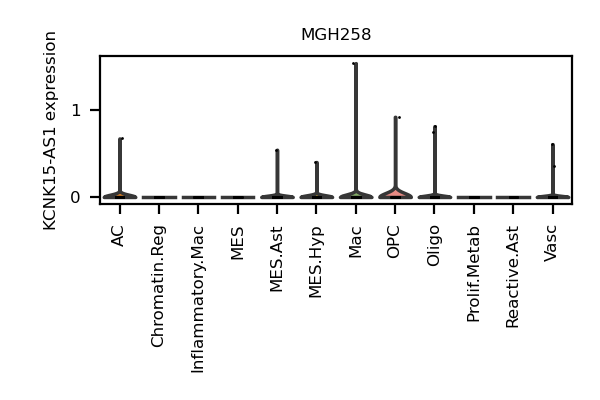 MGH258
KCNK15-AS1 expression
1
0
AC
Chromatin.Reg
Inflammatory.Mac
MES
MES.Ast
MES.Hyp
Mac
OPC
Oligo
Prolif.Metab
Reactive.Ast
Vasc